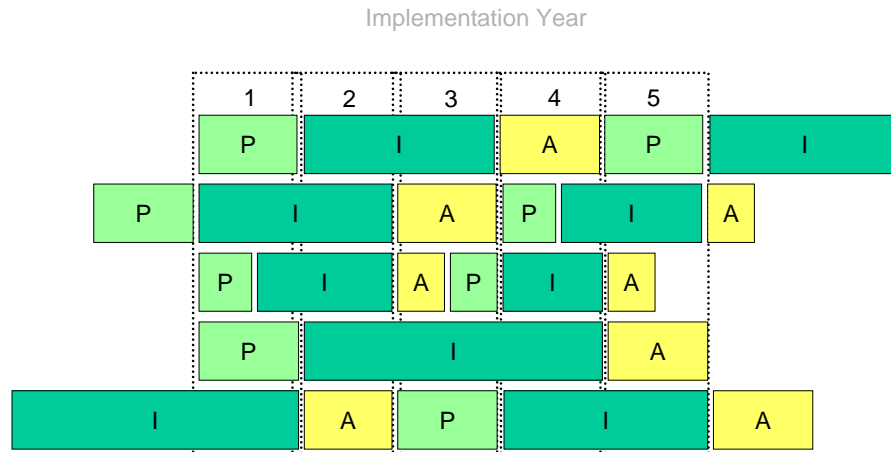 Implementation Year
1 2 3 4 5
P I A P I
P I A P I A
P I A P I A
P I A
I A P I A